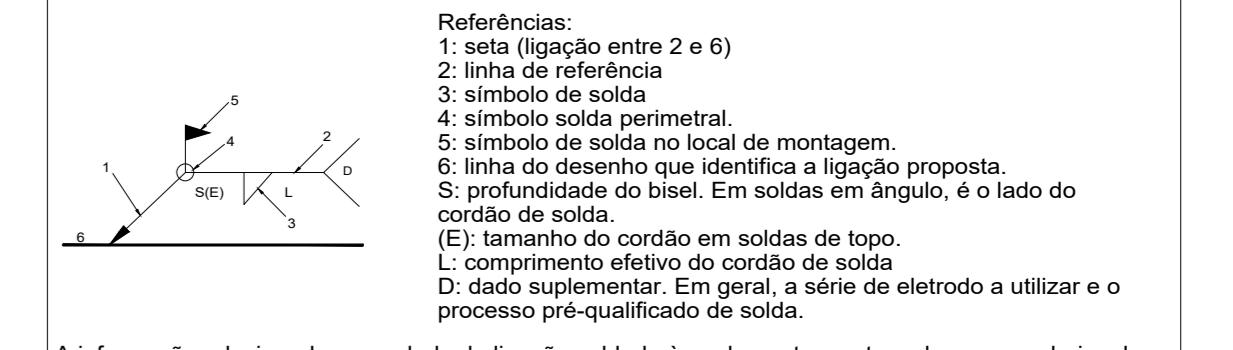 Referências:
1: seta (ligação entre 2 e 6)
2: linha de referência
3: símbolo de solda
4: símbolo solda perimetral.
5: símbolo de solda no local de montagem.
6: linha do desenho que identifica a ligação proposta.
S: profundidade do bisel. Em soldas em ângulo, é o lado do
cordão de solda.
(E): tamanho do cordão em soldas de topo.
L: comprimento efetivo do cordão de solda
D: dado suplementar. Em geral, a série de eletrodo a utilizar e o
processo pré-qualificado de solda.
5
4
2
1
D
S(E)
L
3
6